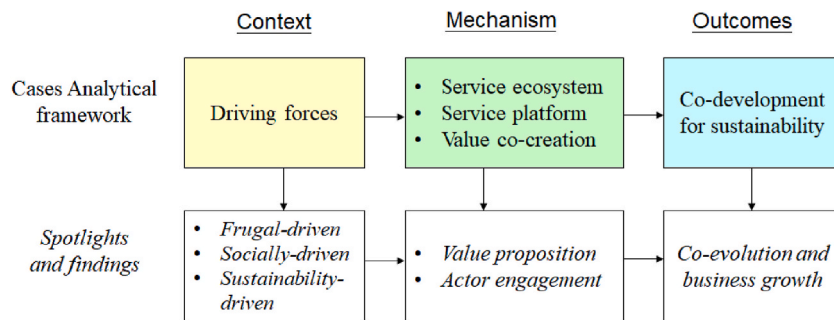 Context
Mechanism
Outcomes
Cases Analytical
framework
Driving forces
• Service ecosystem
• Service platform
• Value co-creation
Co-development
for sustainability
Spotlights
and findings
• Frugal-driven
• Socially-driven
• Sustainability-
driven
• Value proposition
• Actor engagement
Co-evolution and
business growth